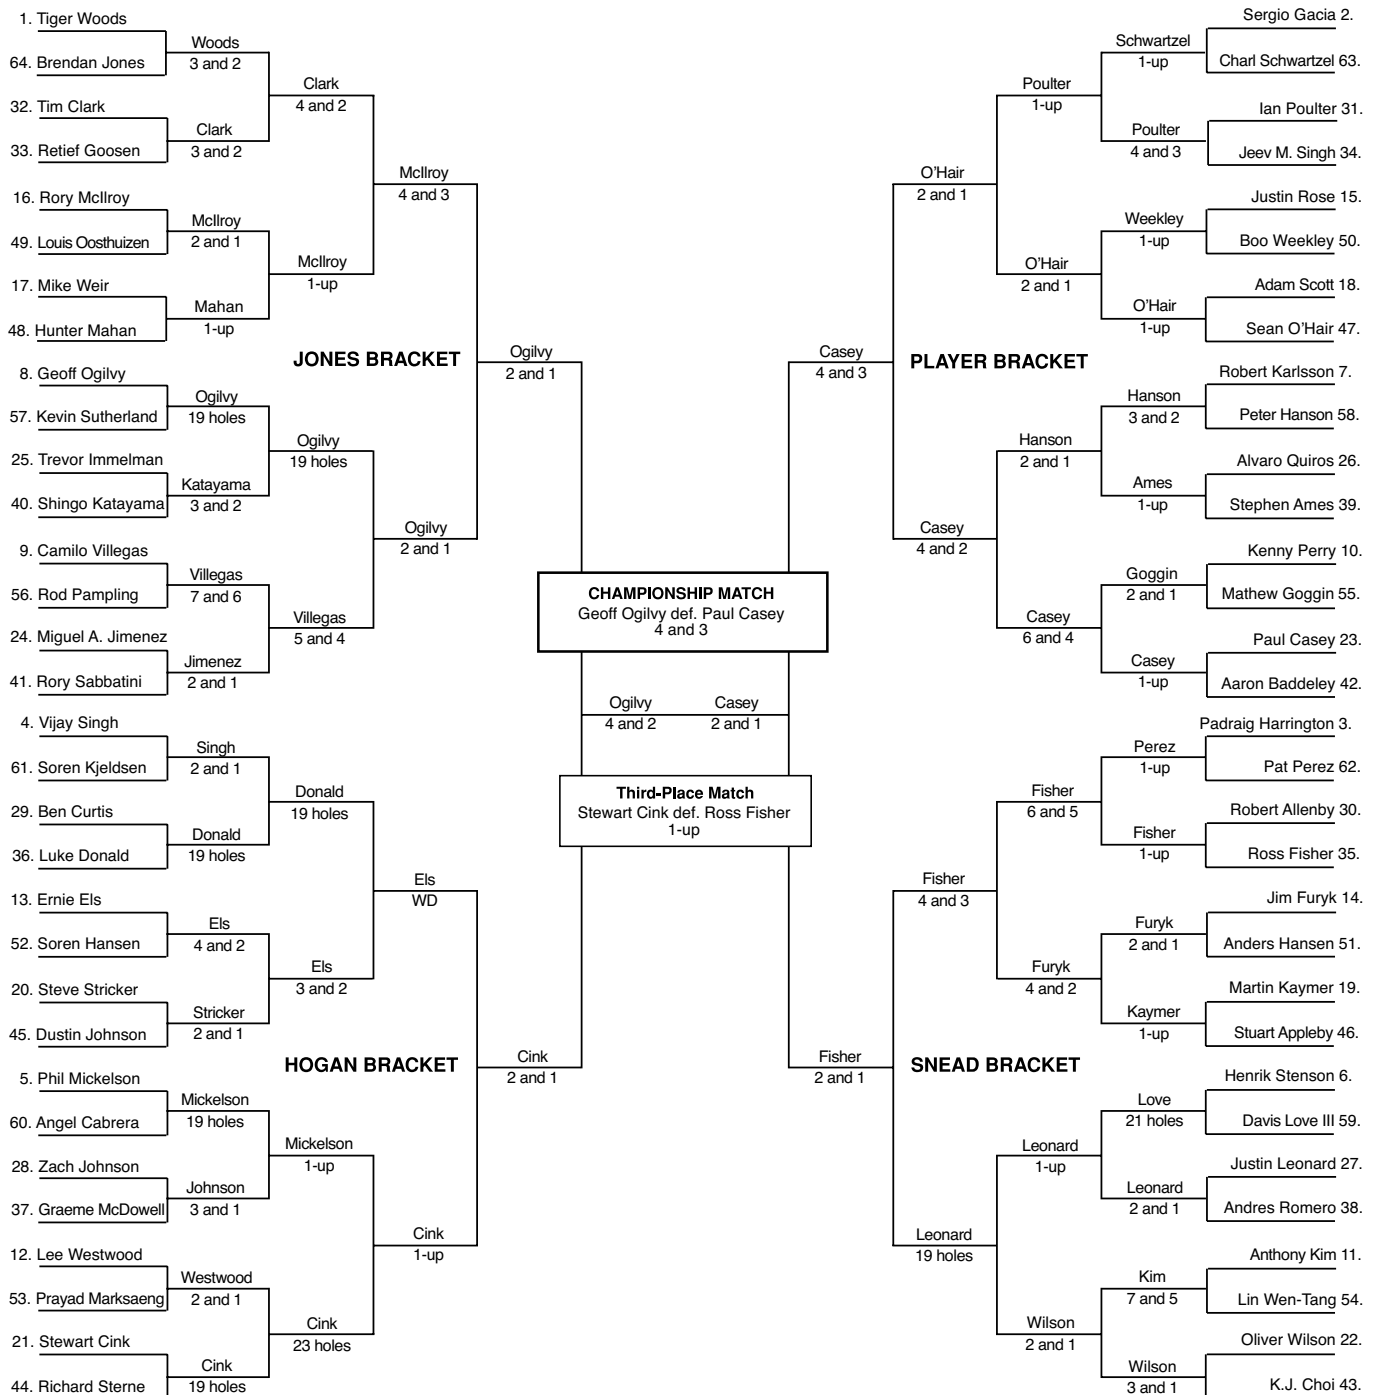 1. Tiger Woods
64. Brendan Jones
32. Tim Clark
33. Retief Goosen
16. Rory McIlroy
49. Louis Oosthuizen
17. Mike Weir
48. Hunter Mahan
8. Geoff Ogilvy
57. Kevin Sutherland
25. Trevor Immelman
40. Shingo Katayama
9. Camilo Villegas
56. Rod Pampling
24. Miguel A. Jimenez
41. Rory Sabbatini
4. Vijay Singh
61. Soren Kjeldsen
29. Ben Curtis
36. Luke Donald
13. Ernie Els
52. Soren Hansen
20. Steve Stricker
45. Dustin Johnson
5. Phil Mickelson
60. Angel Cabrera
28. Zach Johnson
37. Graeme McDowell
12. Lee Westwood
53. Prayad Marksaeng
21. Stewart Cink
44. Richard Sterne
Woods
3 and 2
Clark
3 and 2
McIlroy
2 and 1
Mahan
1-up
Ogilvy
19 holes
Katayama
3 and 2
Villegas
7 and 6
Jimenez
2 and 1
Singh
2 and 1
Donald
19 holes
Els
4 and 2
Stricker
2 and 1
Mickelson
19 holes
Johnson
3 and 1
Westwood
2 and 1
Cink
19 holes
Clark
4 and 2
McIlroy
1-up
Ogilvy
19 holes
Villegas
5 and 4
Donald
19 holes
Els
3 and 2
Mickelson
1-up
Cink
23 holes
McIlroy
4 and 3
Ogilvy
2 and 1
Els
WD
Cink
1-up
JONES BRACKET
HOGAN BRACKET
Ogilvy
2 and 1
Cink
2 and 1
CHAMPIONSHIP MATCH
Geoff Ogilvy def. Paul Casey
4 and 3
Ogilvy
4 and 2
Casey
2 and 1
Third-Place Match
Stewart Cink def. Ross Fisher
1-up
Casey
4 and 3
Fisher
2 and 1
PLAYER BRACKET
SNEAD BRACKET
O'Hair
2 and 1
Casey
4 and 2
Fisher
4 and 3
Leonard
19 holes
Poulter
1-up
O'Hair
2 and 1
Hanson
2 and 1
Casey
6 and 4
Fisher
6 and 5
Furyk
4 and 2
Leonard
1-up
Wilson
2 and 1
Schwartzel
1-up
Poulter
4 and 3
Weekley
1-up
O'Hair
1-up
Hanson
3 and 2
Ames
1-up
Goggin
2 and 1
Casey
1-up
Perez
1-up
Fisher
1-up
Furyk
2 and 1
Kaymer
1-up
Love
21 holes
Leonard
2 and 1
Kim
7 and 5
Wilson
3 and 1
Sergio Gacia 2.
Charl Schwartzel 63.
Ian Poulter 31.
Jeev M. Singh 34.
Justin Rose 15.
Boo Weekley 50.
Adam Scott 18.
Sean O'Hair 47.
Robert Karlsson 7.
Peter Hanson 58.
Alvaro Quiros 26.
Stephen Ames 39.
Kenny Perry 10.
Mathew Goggin 55.
Paul Casey 23.
Aaron Baddeley 42.
Padraig Harrington 3.
Pat Perez 62.
Robert Allenby 30.
Ross Fisher 35.
Jim Furyk 14.
Anders Hansen 51.
Martin Kaymer 19.
Stuart Appleby 46.
Henrik Stenson 6.
Davis Love III 59.
Justin Leonard 27.
Andres Romero 38.
Anthony Kim 11.
Lin Wen-Tang 54.
Oliver Wilson 22.
K.J. Choi 43.